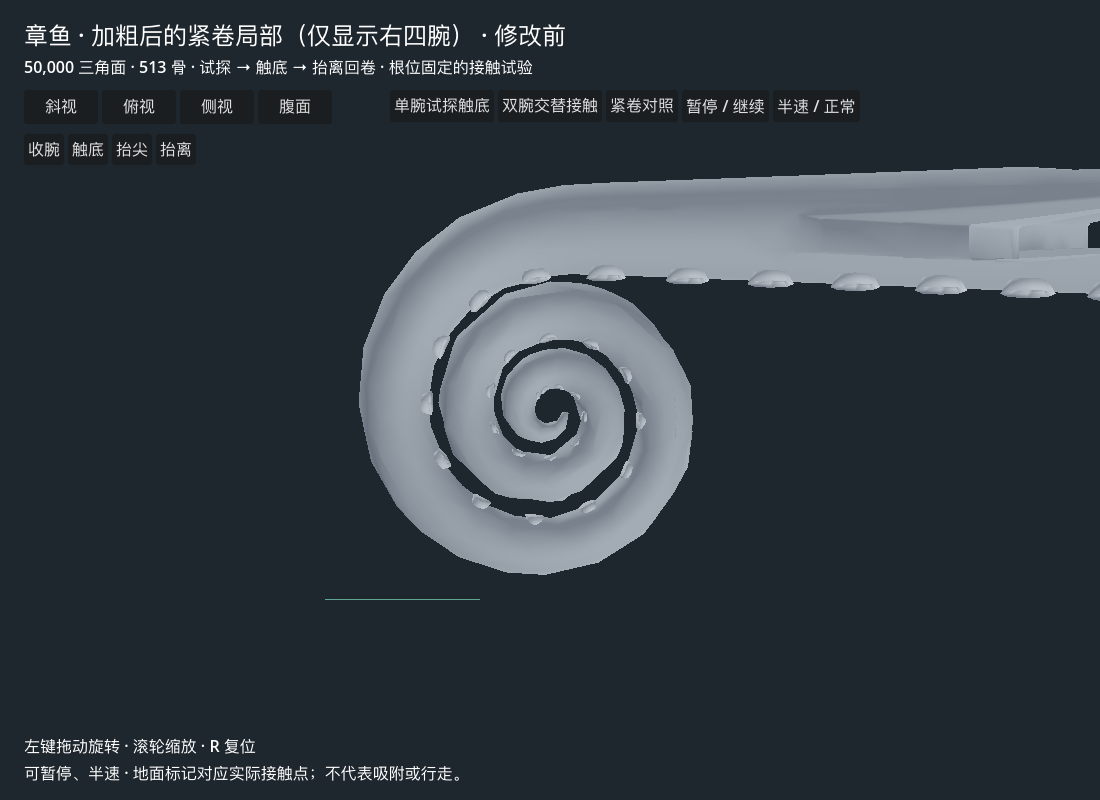 章鱼 · 加粗后的紧卷局部（仅显示右四腕） · 修改前
50,000 三角面 · 513 骨 · 试探 → 触底 → 抬离回卷 · 根位固定的接触试验
斜视 俯视 侧视 腹面 单腕试探触底 双腕交替接触 紧卷对照 暂停 / 继续 半速 / 正常
收腕 触底 抬尖 抬离
左键拖动旋转 · 滚轮缩放 · R 复位
可暂停、半速 · 地面标记对应实际接触点；不代表吸附或行走。